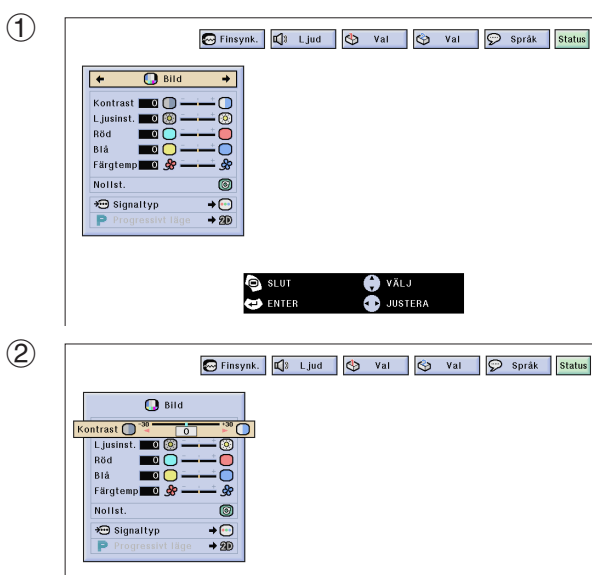 ①
Finsynk. Ljud Val Val Språk Status
Bild
Kontrast 0
Ljusinst. 0
Röd 0
Blå 0
Färgtemp 0
Nollst.
Signaltyp
P Progressivt läge 2D
SLUT VÄLJ
ENTER JUSTERA
②
Finsynk. Ljud Val Val Språk Status
Bild
Kontrast -30 0 +30
Ljusinst. 0
Röd 0
Blå 0
Färgtemp 0
Nollst.
Signaltyp
P Progressivt läge 2D